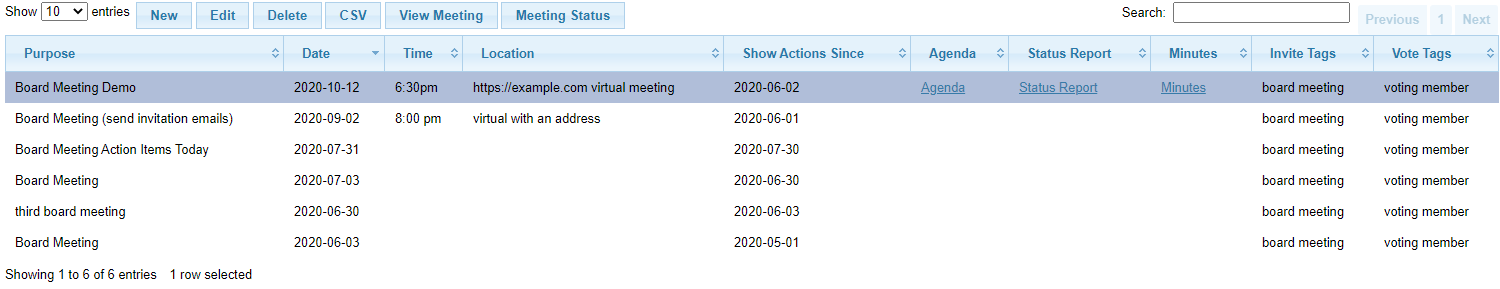 Show 10 entries New Edit Delete CSV View Meeting Meeting Status Search: Previous 1 Next
Purpose Date Time Location Show Actions Since Agenda Status Report Minutes Invite Tags Vote Tags
Board Meeting Demo 2020-10-12 6:30pm https://example.com virtual meeting 2020-06-02 Agenda Status Report Minutes board meeting voting member
Board Meeting (send invitation emails) 2020-09-02 8:00 pm virtual with an address 2020-06-01 board meeting voting member
Board Meeting Action Items Today 2020-07-31 2020-07-30 board meeting voting member
Board Meeting 2020-07-03 2020-06-30 board meeting voting member
third board meeting 2020-06-30 2020-06-03 board meeting voting member
Board Meeting 2020-06-03 2020-05-01 board meeting voting member
Showing 1 to 6 of 6 entries 1 row selected